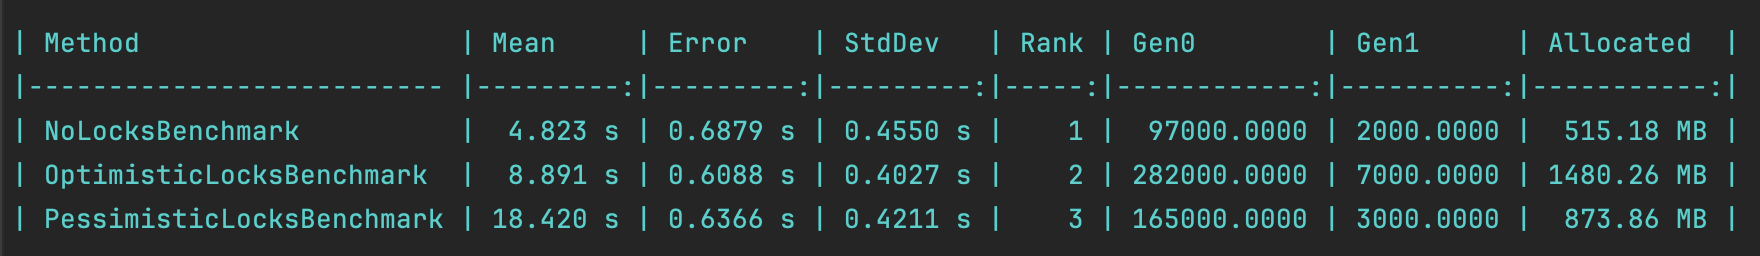 | Method                    | Mean     | Error    | StdDev   | Rank | Gen0        | Gen1      | Allocated  |
|-------------------------- |---------:|---------:|---------:|-----:|------------:|----------:|-----------:|
| NoLocksBenchmark          |  4.823 s | 0.6879 s | 0.4550 s |    1 |  97000.0000 | 2000.0000 |  515.18 MB |
| OptimisticLocksBenchmark  |  8.891 s | 0.6088 s | 0.4027 s |    2 | 282000.0000 | 7000.0000 | 1480.26 MB |
| PessimisticLocksBenchmark | 18.420 s | 0.6366 s | 0.4211 s |    3 | 165000.0000 | 3000.0000 |  873.86 MB |